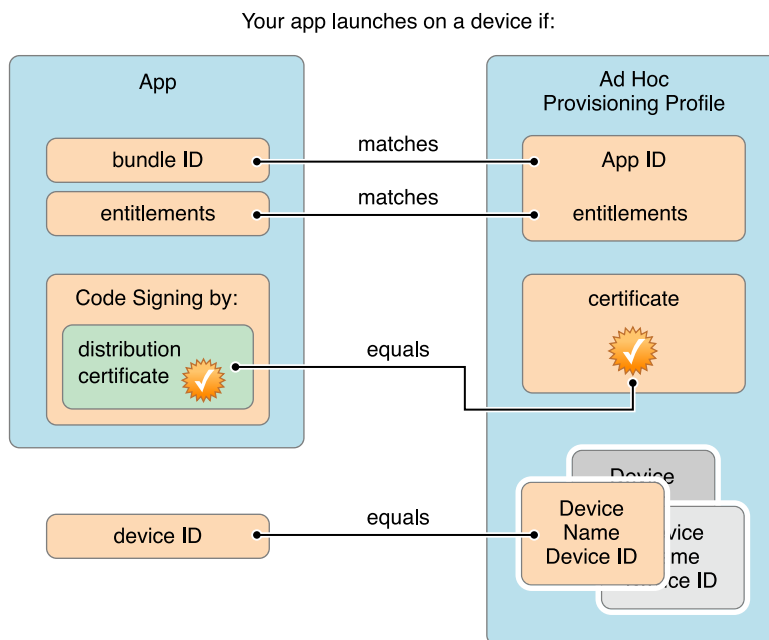 Your app launches on a device if:
App
Ad Hoc
Provisioning Profile
bundle ID
matches
App ID
entitlements
matches
entitlements
Code Signing by:
distribution
certificate
equals
certificate
Device
device ID
equals
Device
Name
Device ID